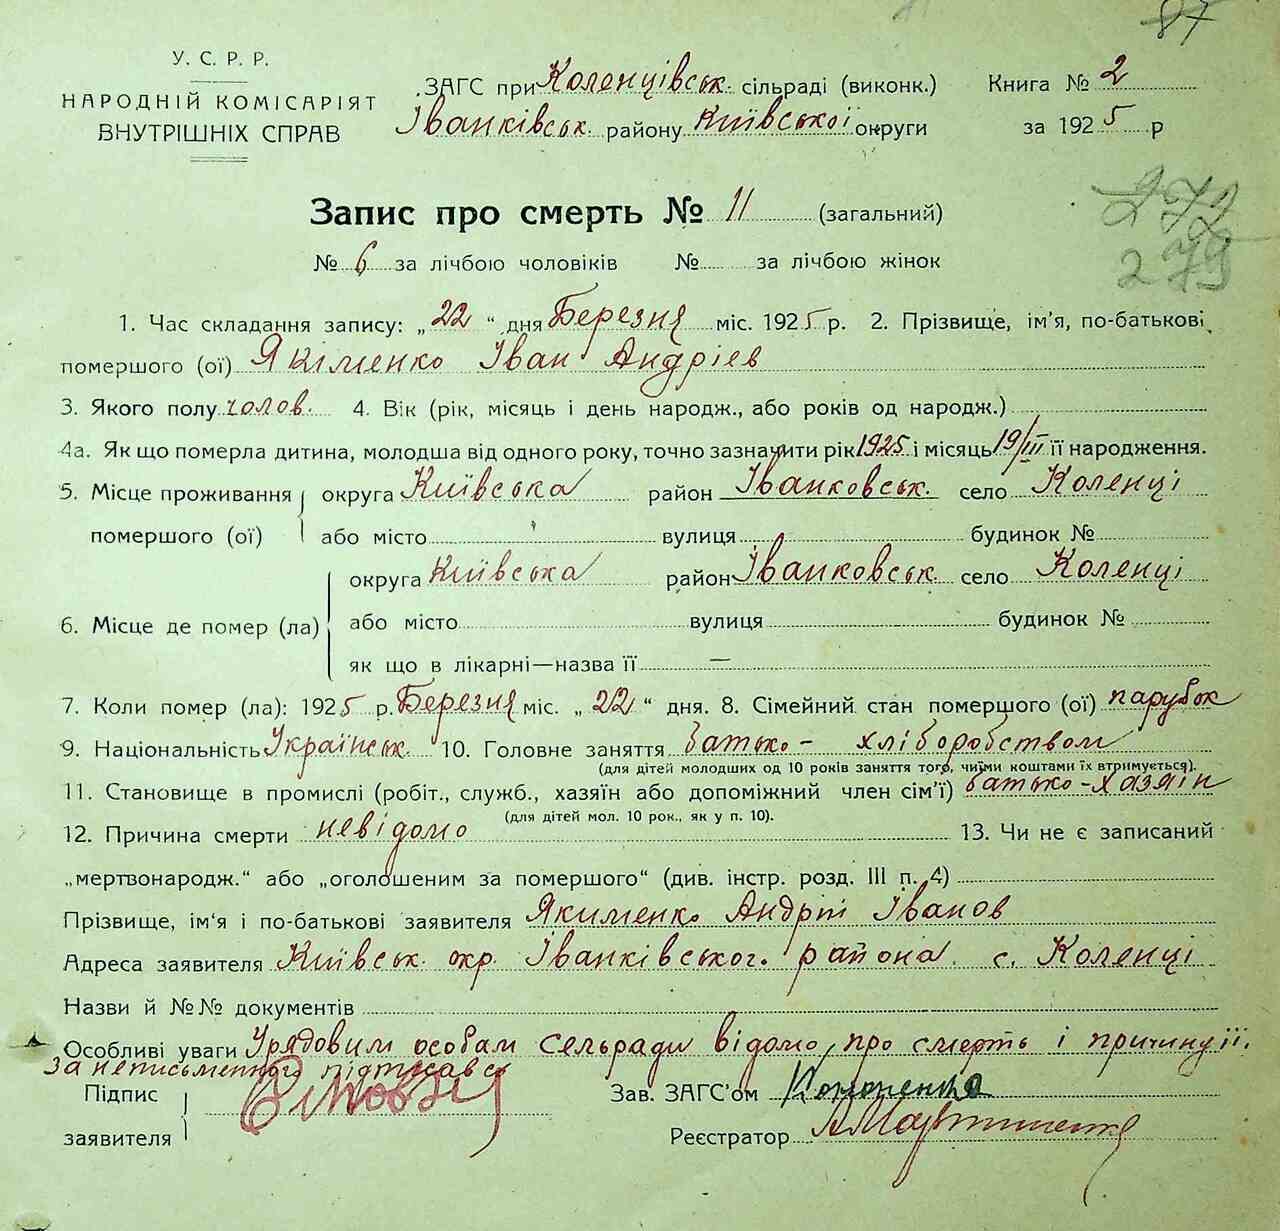 87
У. С. Р. Р.
НАРОДНІЙ КОМІСАРІЯТ
ВНУТРІШНІХ СПРАВ
ЗАГС при Коленцівськ. сільраді (виконк.) Книга № 2
Іванківськ. району Київської округи за 1925 р
Запис про смерть № 11 (загальний)
272
№ 6 за лічбою чоловіків № за лічбою жінок
279
1. Час складання запису: „22“ дня Березня міс. 1925 р. 2. Прізвище, ім’я, по-батькові
помершого (ої) Якіменко Іван Андріев
3. Якого полу чолов. 4. Вік (рік, місяць і день народж., або років од народж.)
4а. Як що померла дитина, молодша від одного року, точно зазначити рік 1925 і місяць 19/III її народження.
5. Місце проживання помершого (ої) округа Київська район Іванковськ. село Коленці
або місто вулиця будинок №
6. Місце де помер (ла) округа Київська район Іванковськ. село Коленці
або місто вулиця будинок №
як що в лікарні—назва її —
7. Коли помер (ла): 1925 р. Березня міс. „22“ дня. 8. Сімейний стан помершого (ої) парубок
9. Національність Українськ. 10. Головне заняття батько - хліборобством
(для дітей молодших од 10 років заняття того, чиїми коштами їх втримується).
11. Становище в промислі (робіт., служб., хазяїн або допоміжний член сім’ї) батько-хазяін
(для дітей мол. 10 рок., як у п. 10).
12. Причина смерти невідомо 13. Чи не є записаний
„мертвонародж.“ або „оголошеним за помершого“ (див. інстр. розд. III п. 4)
Прізвище, ім‘я і по-батькові заявителя Якименко Андрій Іванов
Адреса заявителя Київськ. окр. Іванківського. района с. Коленці
Назви й №№ документів
Особливі уваги Урядовим особам сельради відомо, про смерть і причину її.
За неписьменного підписався
Підпис заявителя
Зав. ЗАГС’ом Кононенко
Реєстратор А Мартиненко